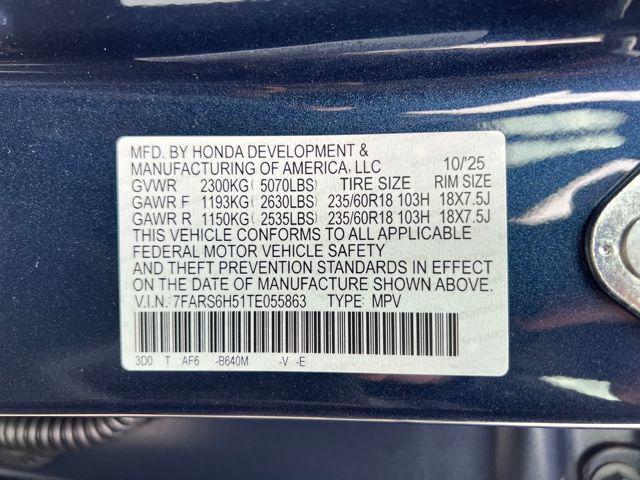 MFD. BY HONDA DEVELOPMENT &
MANUFACTURING OF AMERICA, LLC 10/'25
GVWR 2300KG( 5070LBS) TIRE SIZE RIM SIZE
GAWR F 1193KG( 2630LBS) 235/60R18 103H 18X7.5J
GAWR R 1150KG( 2535LBS) 235/60R18 103H 18X7.5J
THIS VEHICLE CONFORMS TO ALL APPLICABLE
FEDERAL MOTOR VEHICLE SAFETY
AND THEFT PREVENTION STANDARDS IN EFFECT
ON THE DATE OF MANUFACTURE SHOWN ABOVE.
V.I.N.: 7FARS6H51TE055863 TYPE: MPV
3D0 T AF6 -B640M -V -E